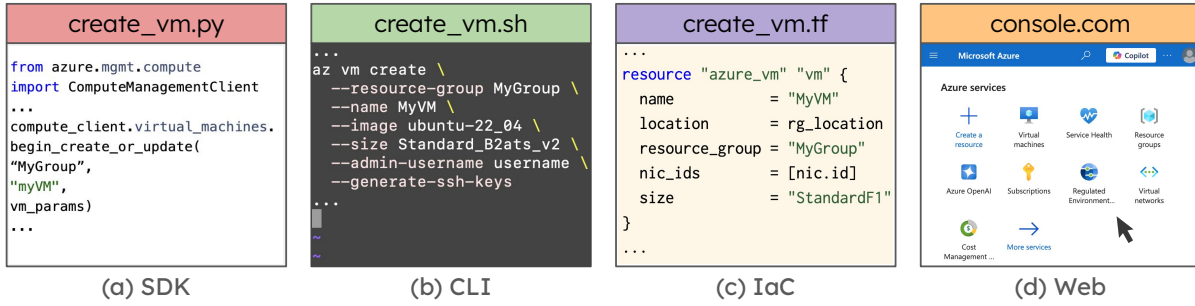 create_vm.py
from azure.mgmt.compute
import ComputeManagementClient
...
compute_client.virtual_machines.
begin_create_or_update(
“MyGroup”,
"myVM",
vm_params)
...
(a) SDK
create_vm.sh
...
az vm create \
--resource-group MyGroup \
--name MyVM \
--image ubuntu-22_04 \
--size Standard_B2ats_v2 \
--admin-username username \
--generate-ssh-keys
...
~
~
(b) CLI
create_vm.tf
...
resource "azure_vm" "vm" {
name = "MyVM"
location = rg_location
resource_group = "MyGroup"
nic_ids = [nic.id]
size = "StandardF1"
}
...
(c) IaC
console.com
Microsoft Azure Copilot ...
Azure services
Create a resource
Virtual machines
Service Health
Resource groups
Azure OpenAI
Subscriptions
Regulated Environment...
Virtual networks
Cost Management ...
More services
(d) Web